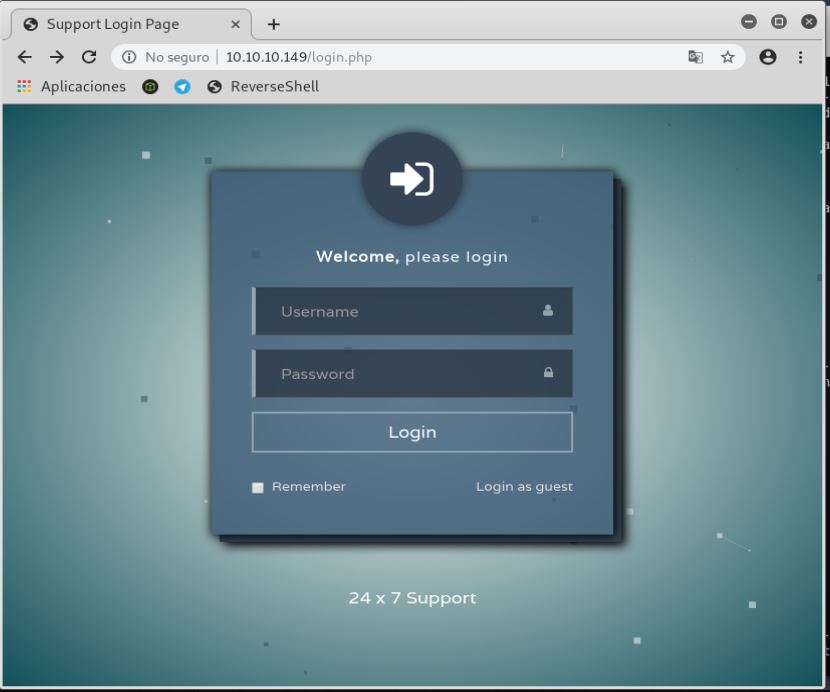 Support Login Page
No seguro 10.10.10.149/login.php
Aplicaciones ReverseShell
Welcome, please login
Username
Password
Login
Remember Login as guest
24 x 7 Support